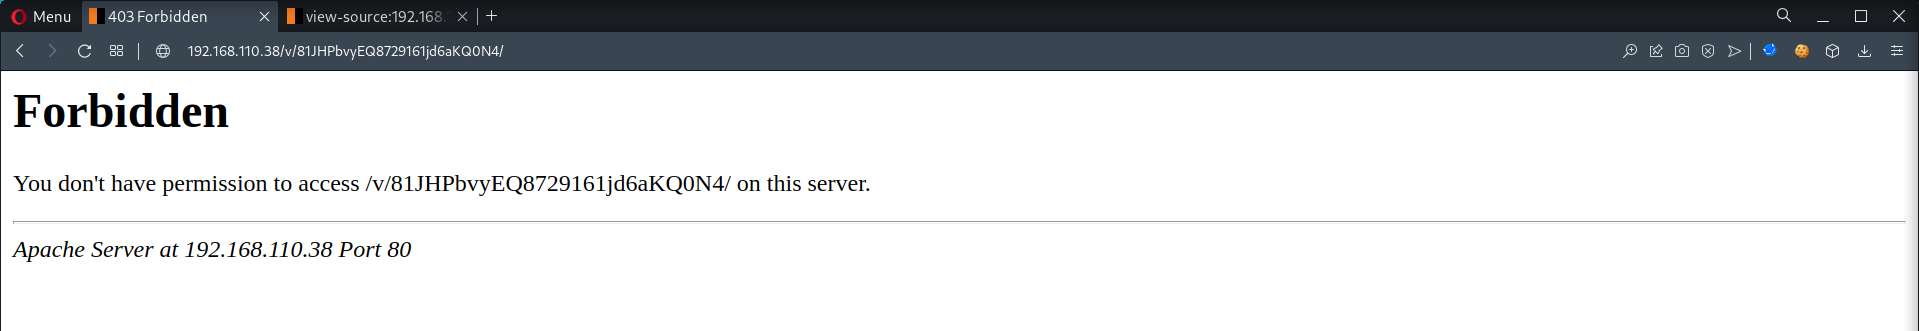 Menu
403 Forbidden
view-source:192.168.
192.168.110.38/v/81JHPbvyEQ8729161jd6aKQ0N4/
Forbidden
You don't have permission to access /v/81JHPbvyEQ8729161jd6aKQ0N4/ on this server.
Apache Server at 192.168.110.38 Port 80